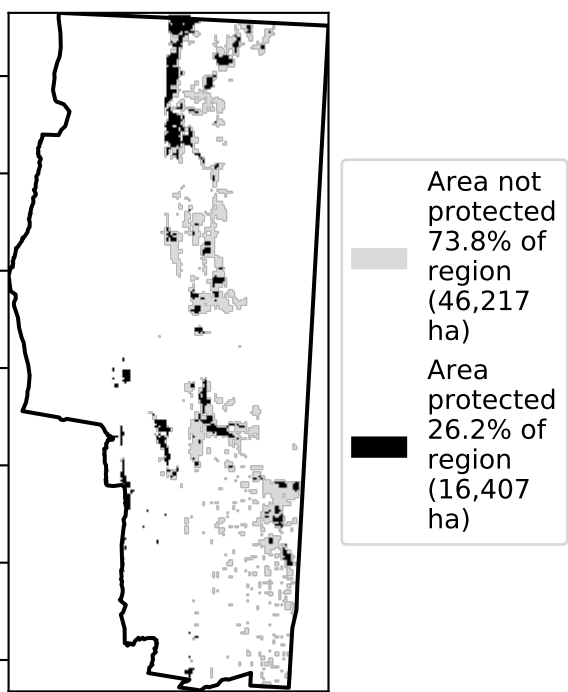 Area not
protected
73.8% of
region
(46,217
ha)
Area
protected
26.2% of
region
(16,407
ha)